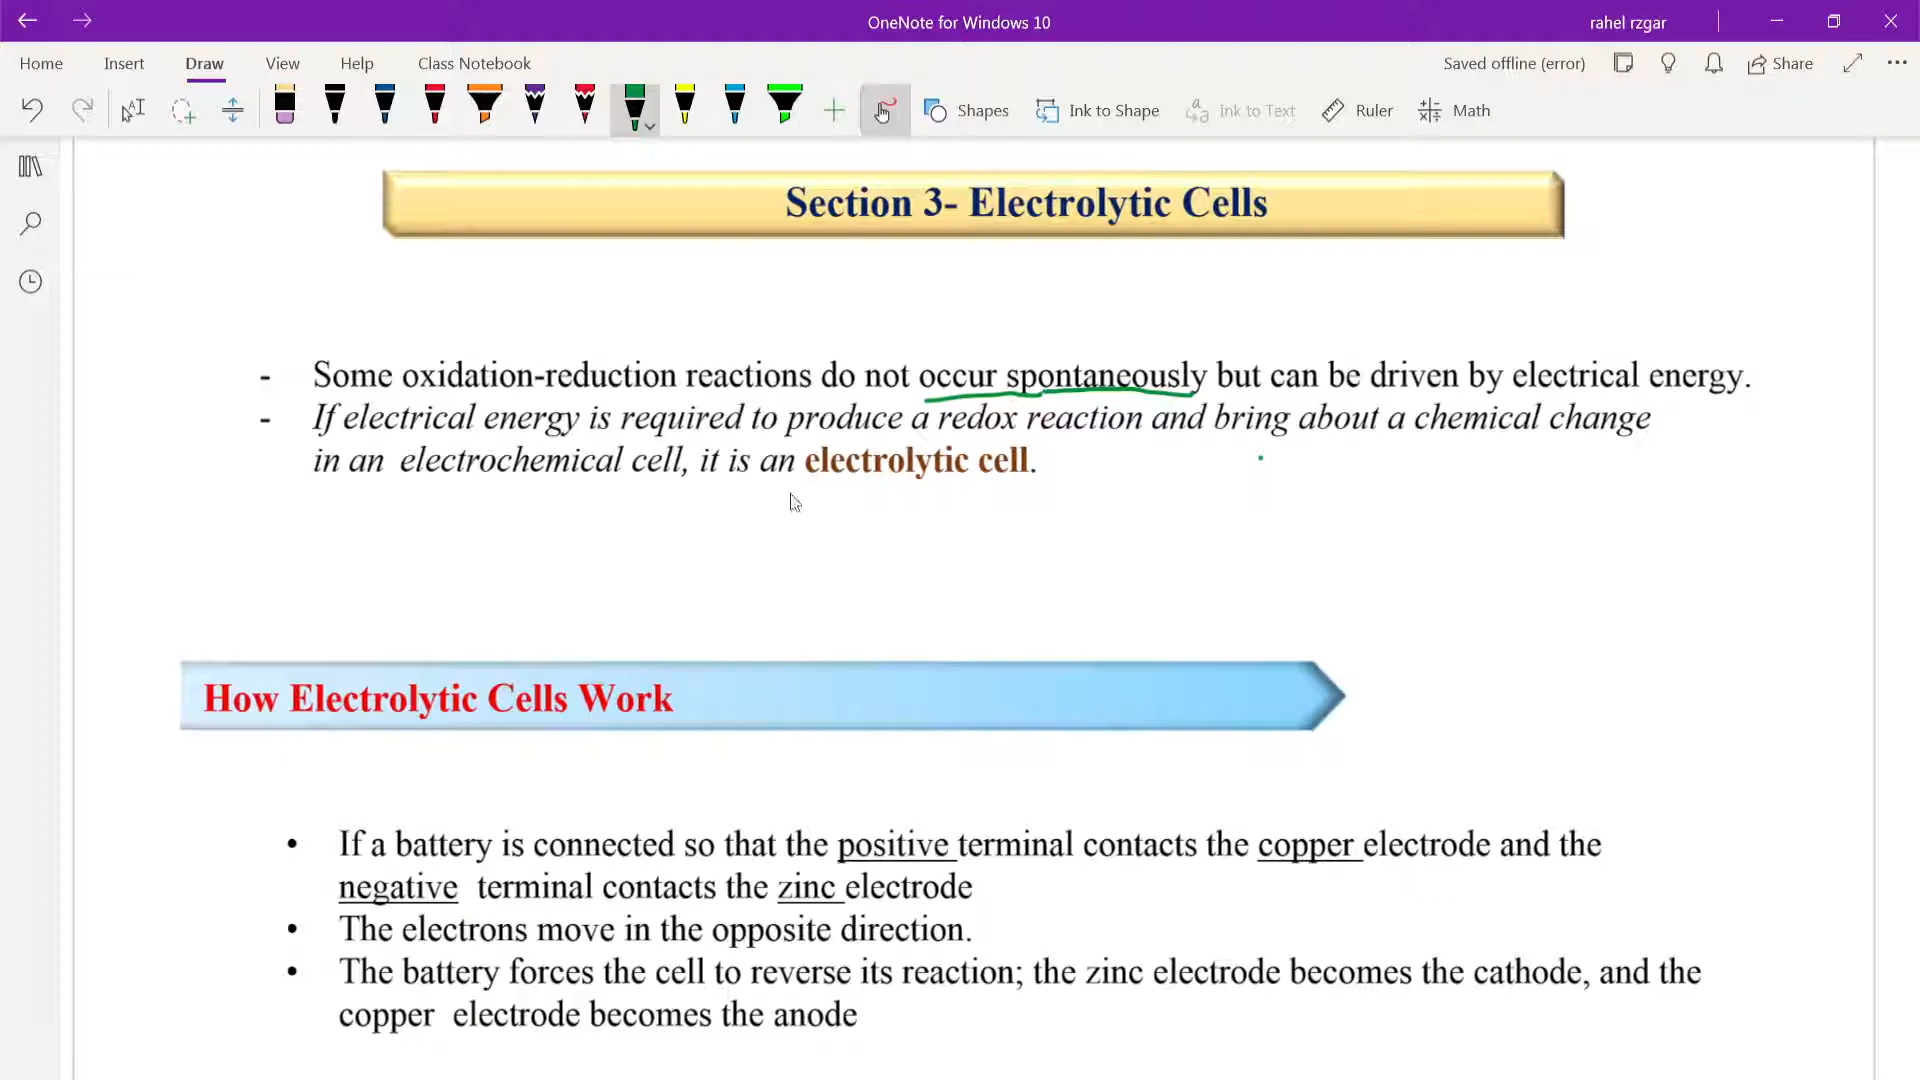 OneNote for Windows 10
rahel rzgar
Home Insert Draw View Help Class Notebook
Saved offline (error) Share
Shapes Ink to Shape Ink to Text Ruler Math
Section 3- Electrolytic Cells
- Some oxidation-reduction reactions do not occur spontaneously but can be driven by electrical energy.
- If electrical energy is required to produce a redox reaction and bring about a chemical change
in an electrochemical cell, it is an electrolytic cell.
How Electrolytic Cells Work
• If a battery is connected so that the positive terminal contacts the copper electrode and the
negative terminal contacts the zinc electrode
• The electrons move in the opposite direction.
• The battery forces the cell to reverse its reaction; the zinc electrode becomes the cathode, and the
copper electrode becomes the anode